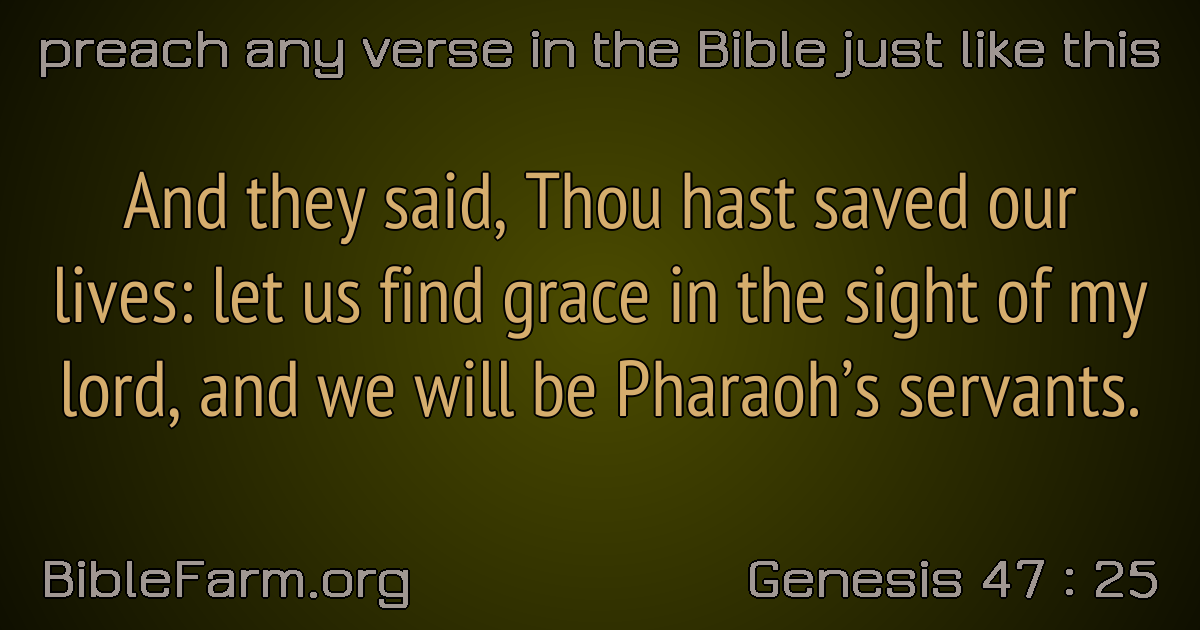 preach any verse in the Bible just like this
And they said, Thou hast saved our
lives: let us find grace in the sight of my
lord, and we will be Pharaoh’s servants.
BibleFarm.org
Genesis 47 : 25